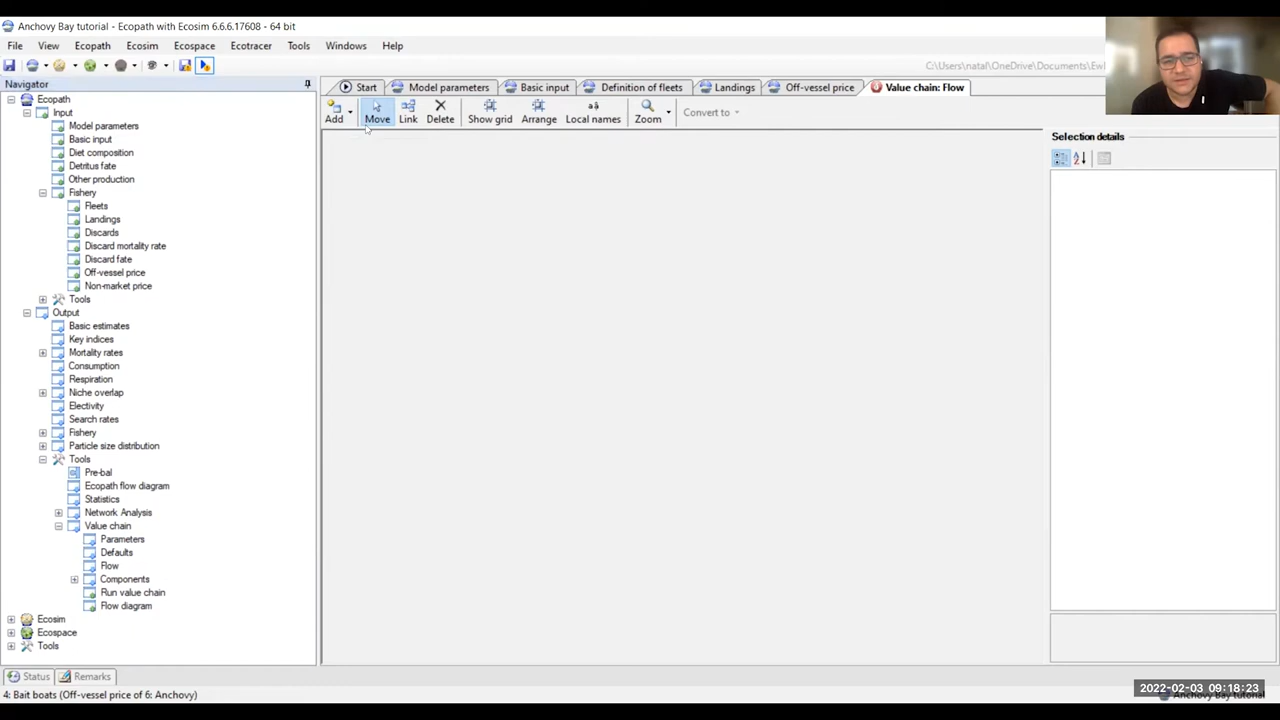 Anchovy Bay tutorial - Ecopath with Ecosim 6.6.6.17608 - 64 bit
File View Ecopath Ecosim Ecospace Ecotracer Tools Windows Help
C:\Users\natal\OneDrive\Documents\Ewl
Navigator
Start Model parameters Basic input Definition of fleets Landings Off-vessel price Value chain: Flow
Add Move Link Delete Show grid Arrange Local names Zoom Convert to
Selection details
Ecopath
Input
Model parameters
Basic input
Diet composition
Detritus fate
Other production
Fishery
Fleets
Landings
Discards
Discard mortality rate
Discard fate
Off-vessel price
Non-market price
Tools
Output
Basic estimates
Key indices
Mortality rates
Consumption
Respiration
Niche overlap
Electivity
Search rates
Fishery
Particle size distribution
Tools
Pre-bal
Ecopath flow diagram
Statistics
Network Analysis
Value chain
Parameters
Defaults
Flow
Components
Run value chain
Flow diagram
Ecosim
Ecospace
Tools
Status Remarks
4: Bait boats (Off-vessel price of 6: Anchovy)
2022-02-03 09:18:23
Anchovy Bay tutorial